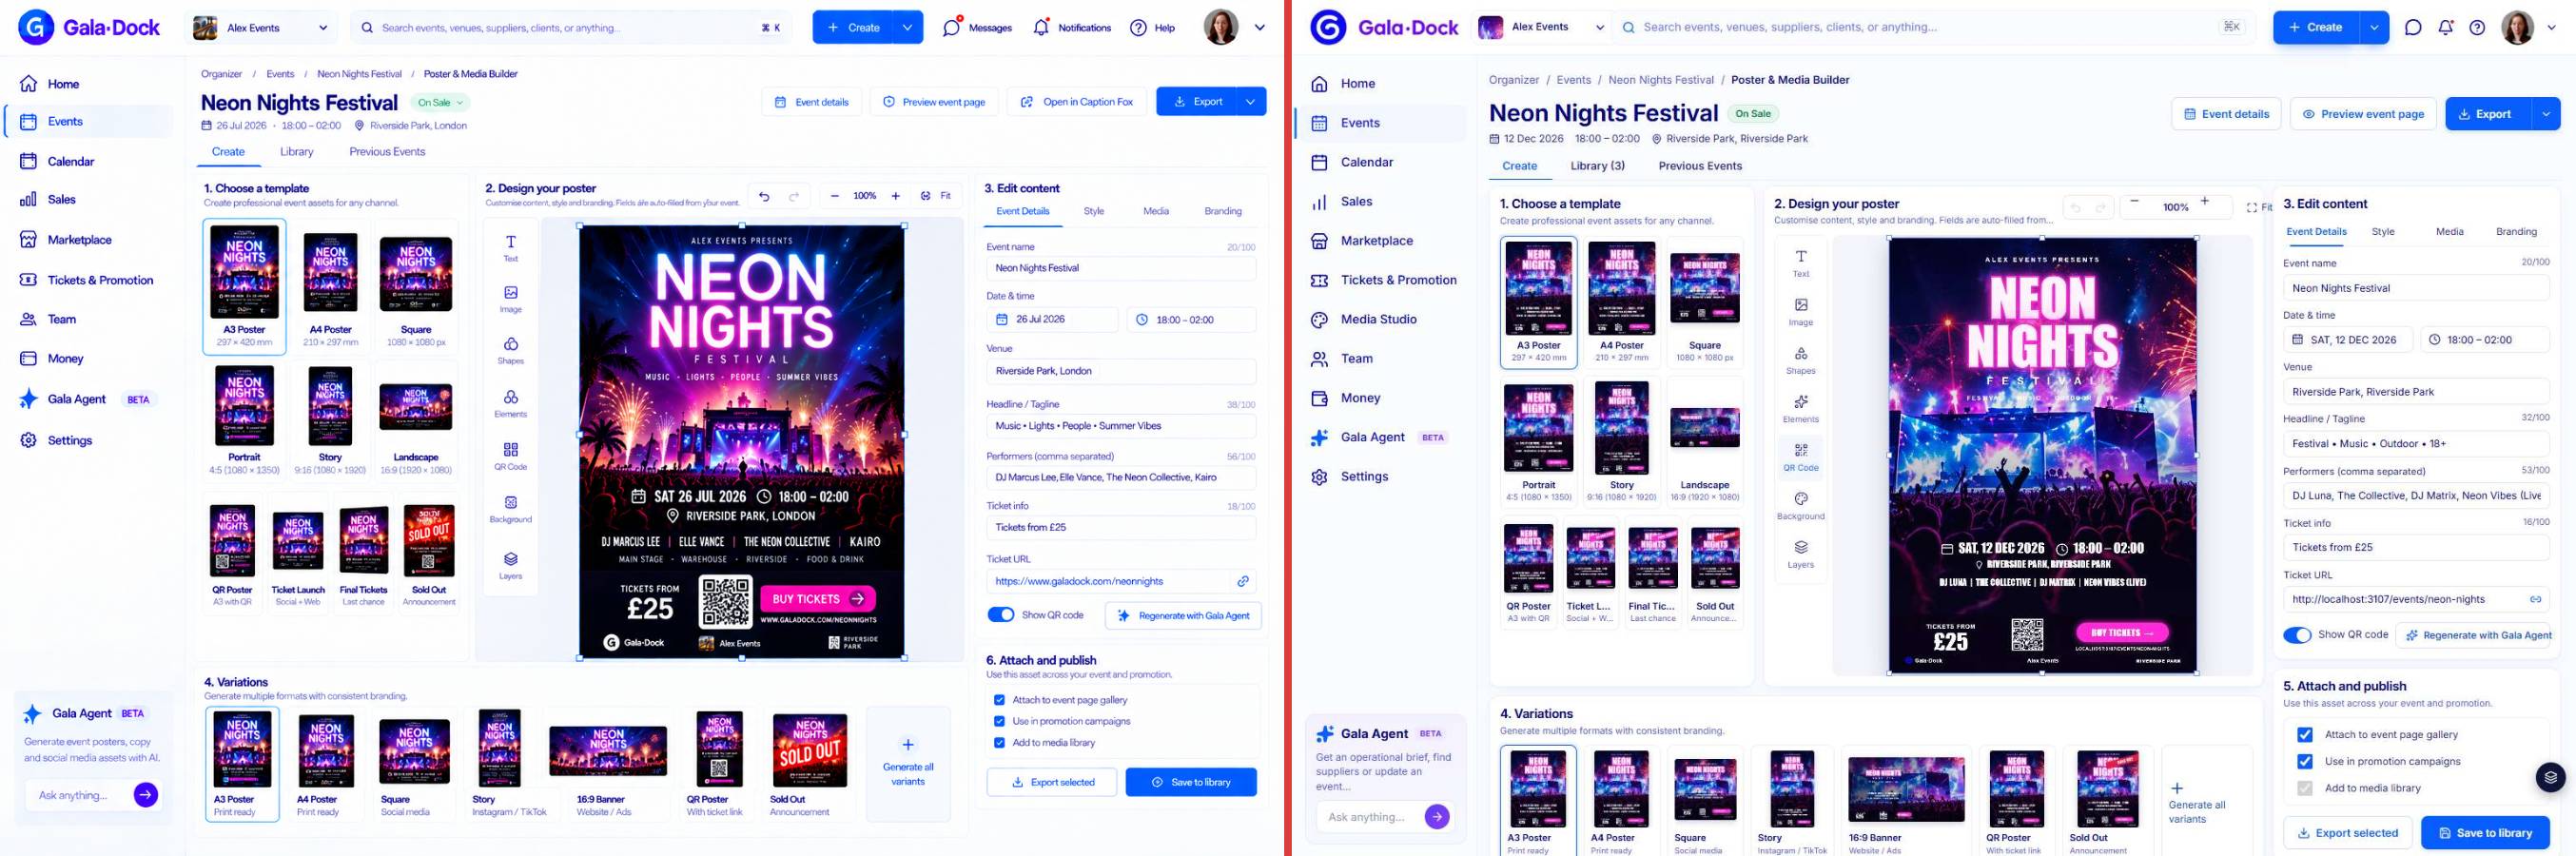 Gala·Dock
Alex Events
Search events, venues, suppliers, clients, or anything...
⌘ K
+ Create
Messages
Notifications
Help
Home
Events
Calendar
Sales
Marketplace
Tickets & Promotion
Team
Money
Gala Agent BETA
Settings
Gala Agent BETA
Generate event posters, copy
and social media assets with AI.
Ask anything...
Organizer / Events / Neon Nights Festival / Poster & Media Builder
Neon Nights Festival On Sale
26 Jul 2026 • 18:00 – 02:00 Riverside Park, London
Event details
Preview event page
Open in Caption Fox
Export
Create Library Previous Events
1. Choose a template
Create professional event assets for any channel.
A3 Poster
297 × 420 mm
A4 Poster
210 × 297 mm
Square
1080 × 1080 px
Portrait
4:5 (1080 × 1350)
Story
9:16 (1080 × 1920)
Landscape
16:9 (1920 × 1080)
QR Poster
A3 with QR
Ticket Launch
Social + Web
Final Tickets
Last chance
Sold Out
Announcement
2. Design your poster
Customise content, style and branding. Fields are auto-filled from your event.
100%
Fit
Text
Image
Shapes
Elements
QR Code
Background
Layers
ALEX EVENTS PRESENTS
NEON
NIGHTS
FESTIVAL
MUSIC • LIGHTS • PEOPLE • SUMMER VIBES
SAT 26 JUL 2026 18:00 – 02:00
RIVERSIDE PARK, LONDON
DJ MARCUS LEE | ELLE VANCE | THE NEON COLLECTIVE | KAIRO
MAIN STAGE • WAREHOUSE • RIVERSIDE • FOOD & DRINK
TICKETS FROM
£25
BUY TICKETS
WWW.GALADOCK.COM/NEONNIGHTS
Gala·Dock
Alex Events
RIVERSIDE
PARK
3. Edit content
Event Details Style Media Branding
Event name 20/100
Neon Nights Festival
Date & time
26 Jul 2026
18:00 – 02:00
Venue
Riverside Park, London
Headline / Tagline 38/100
Music • Lights • People • Summer Vibes
Performers (comma separated) 56/100
DJ Marcus Lee, Elle Vance, The Neon Collective, Kairo
Ticket info 18/100
Tickets from £25
Ticket URL
https://www.galadock.com/neonnights
Show QR code
Regenerate with Gala Agent
4. Variations
Generate multiple formats with consistent branding.
A3 Poster
Print ready
A4 Poster
Print ready
Square
Social media
Story
Instagram / TikTok
16:9 Banner
Website / Ads
QR Poster
With ticket link
SOLD OUT
Sold Out
Announcement
+
Generate all
variants
6. Attach and publish
Use this asset across your event and promotion.
Attach to event page gallery
Use in promotion campaigns
Add to media library
Export selected
Save to library
Gala·Dock
Alex Events
Search events, venues, suppliers, clients, or anything...
⌘K
+ Create
Home
Events
Calendar
Sales
Marketplace
Tickets & Promotion
Media Studio
Team
Money
Gala Agent BETA
Settings
Gala Agent BETA
Get an operational brief, find
suppliers or update an
event...
Ask anything...
Organizer / Events / Neon Nights Festival / Poster & Media Builder
Neon Nights Festival On Sale
12 Dec 2026 18:00 – 02:00 Riverside Park, Riverside Park
Event details
Preview event page
Export
Create Library (3) Previous Events
1. Choose a template
Create professional event assets for any channel.
A3 Poster
297 × 420 mm
A4 Poster
210 × 297 mm
Square
1080 × 1080 px
Portrait
4:5 (1080 × 1350)
Story
9:16 (1080 × 1920)
Landscape
16:9 (1920 × 1080)
QR Poster
A3 with QR
Ticket L...
Social + W...
Final Tic...
Last chance
Sold Out
Announce...
2. Design your poster
Customise content, style and branding. Fields are auto-filled from...
100%
Fit
Text
Image
Shapes
Elements
QR Code
Background
Layers
ALEX EVENTS PRESENTS
NEON
NIGHTS
FESTIVAL
FESTIVAL • MUSIC • OUTDOOR • 18+
SAT, 12 DEC 2026 18:00 – 02:00
RIVERSIDE PARK, RIVERSIDE PARK
DJ LUNA | THE COLLECTIVE | DJ MATRIX | NEON VIBES (LIVE)
TICKETS FROM
£25
BUY TICKETS →
LOCALHOST:3107/EVENTS/NEON-NIGHTS
Gala·Dock
Alex Events
RIVERSIDE PARK
3. Edit content
Event Details Style Media Branding
Event name 20/100
Neon Nights Festival
Date & time
SAT, 12 DEC 2026
18:00 – 02:00
Venue
Riverside Park, Riverside Park
Headline / Tagline 32/100
Festival • Music • Outdoor • 18+
Performers (comma separated) 53/100
DJ Luna, The Collective, DJ Matrix, Neon Vibes (Live
Ticket info 16/100
Tickets from £25
Ticket URL
http://localhost:3107/events/neon-nights
Show QR code
Regenerate with Gala Agent
4. Variations
Generate multiple formats with consistent branding.
A3 Poster
Print ready
A4 Poster
Print ready
Square
Social media
Story
Instagram / TikTok
16:9 Banner
Website / Ads
QR Poster
With ticket link
Sold Out
Announcement
+
Generate all
variants
5. Attach and publish
Use this asset across your event and promotion.
Attach to event page gallery
Use in promotion campaigns
Add to media library
Export selected
Save to library